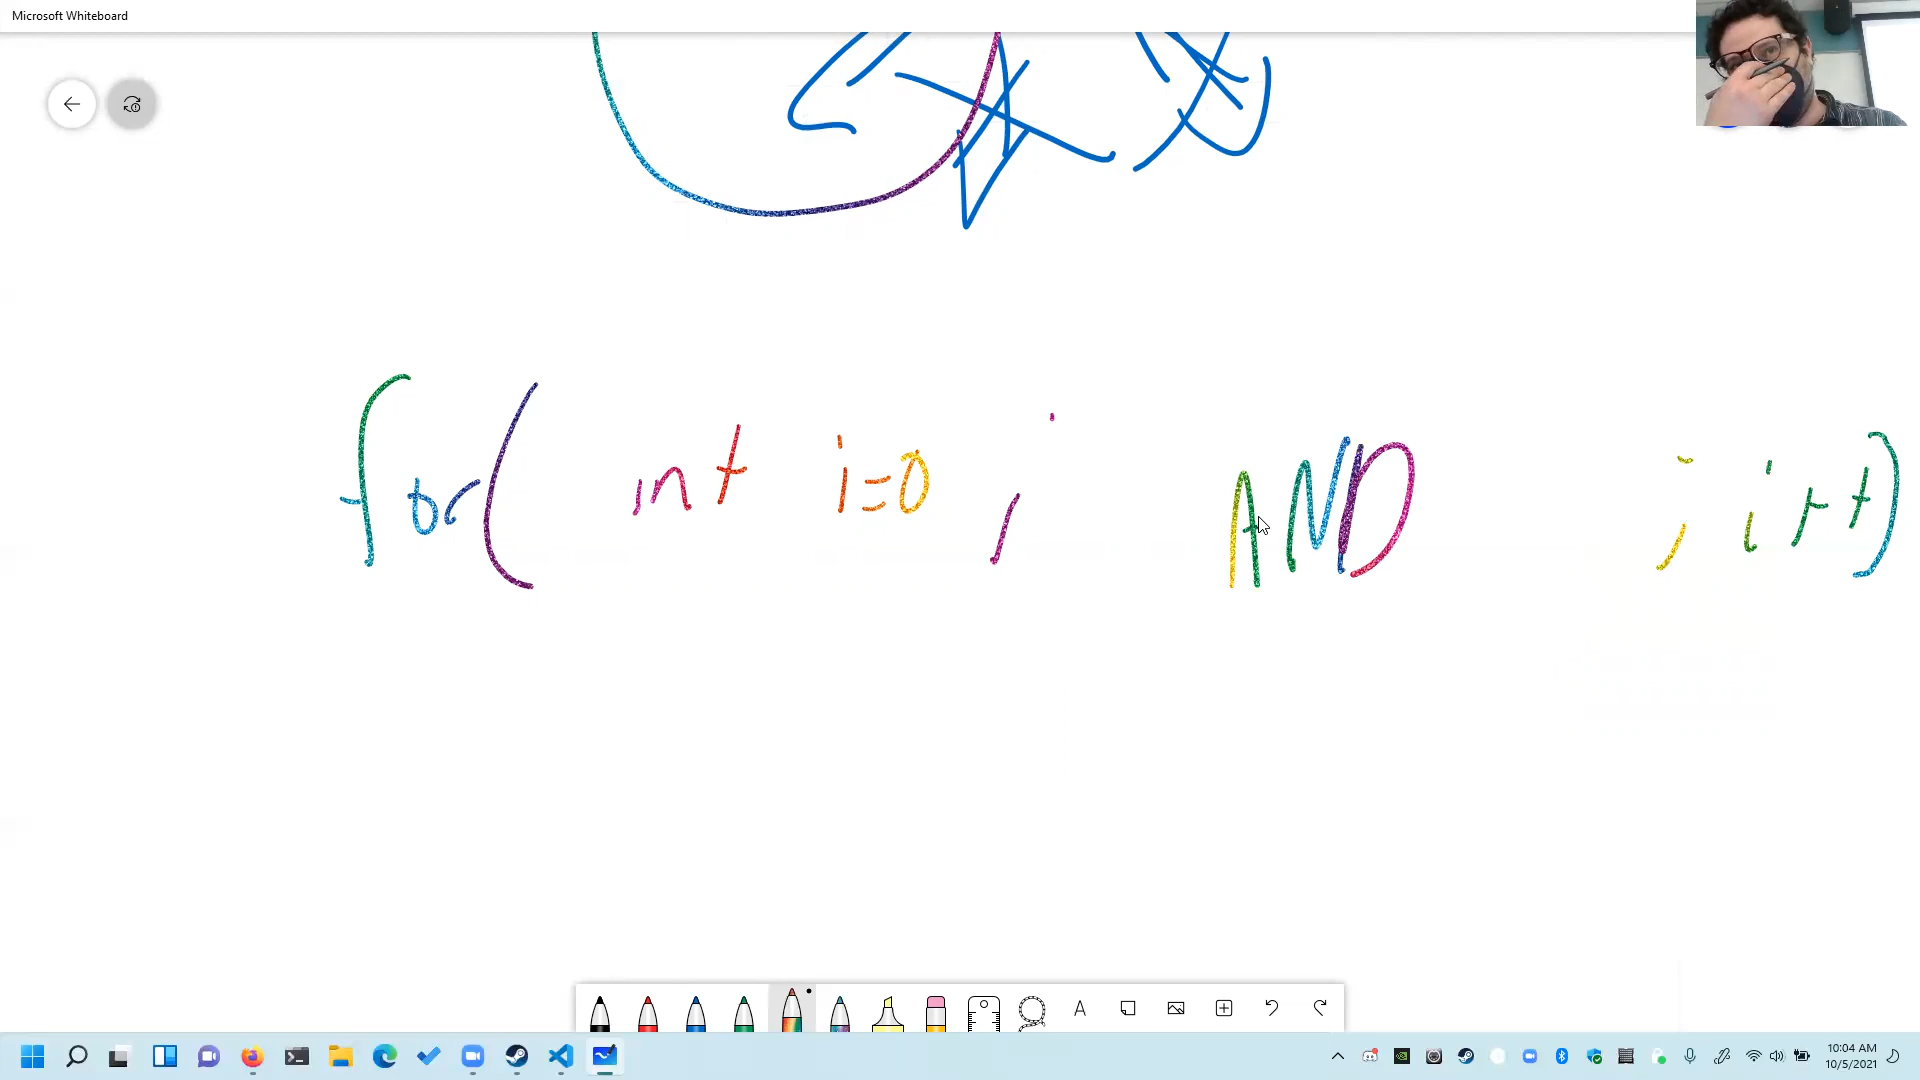 Microsoft Whiteboard
for( int i=0 ; AND ; i++)
A
10:04 AM
10/5/2021